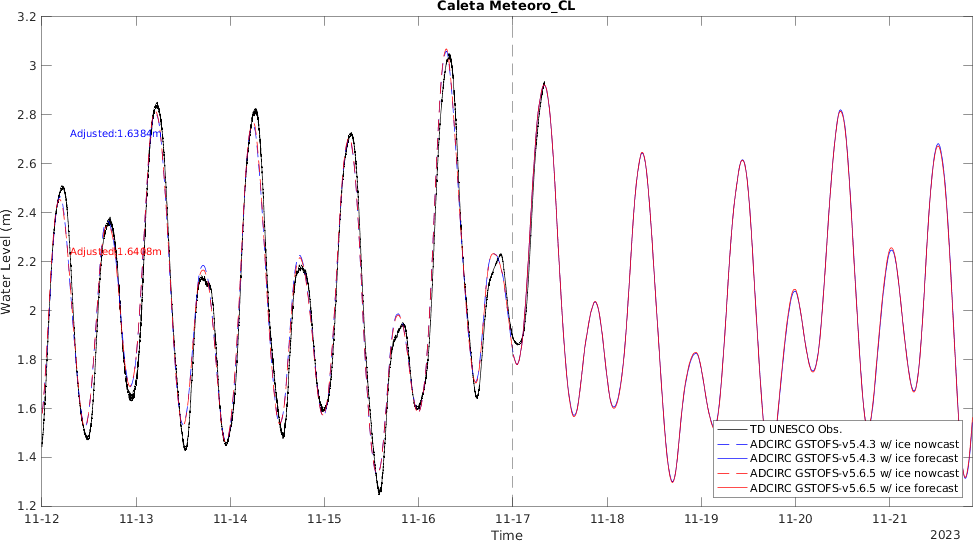 Caleta Meteoro_CL
3.2
3
2.8
2.6
2.4
2.2
2
1.8
1.6
1.4
1.2
Water Level (m)
Adjusted:1.6384m
Adjusted:1.6408m
TD UNESCO Obs.
ADCIRC GSTOFS-v5.4.3 w/ ice nowcast
ADCIRC GSTOFS-v5.4.3 w/ ice forecast
ADCIRC GSTOFS-v5.6.5 w/ ice nowcast
ADCIRC GSTOFS-v5.6.5 w/ ice forecast
11-12 11-13 11-14 11-15 11-16 11-17 11-18 11-19 11-20 11-21
Time
2023